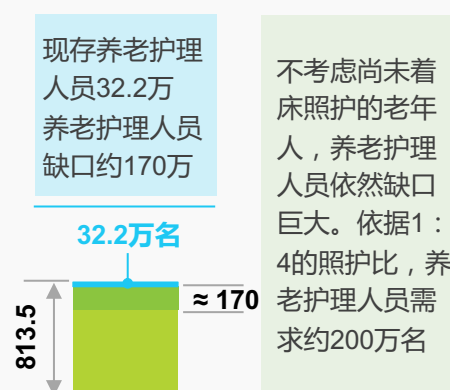 现存养老护理
人员32.2万
养老护理人员
缺口约170万
32.2万名
≈ 170
813.5
不考虑尚未着
床照护的老年
人，养老护理
人员依然缺口
巨大。依据1：
4的照护比，养
老护理人员需
求约200万名